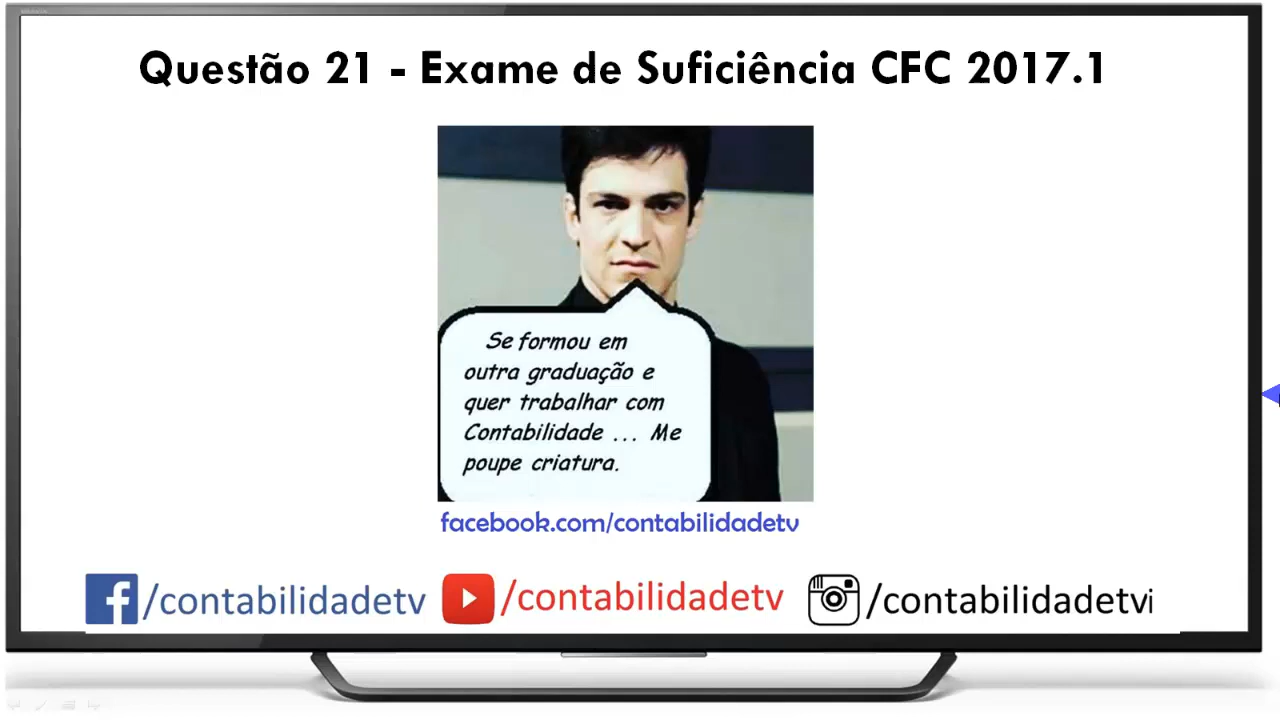 Questão 21 - Exame de Suficiência CFC 2017.1
Se formou em
outra graduação e
quer trabalhar com
Contabilidade ... Me
poupe criatura.
facebook.com/contabilidadetv
/contabilidadetv /contabilidadetv /contabilidadetvi